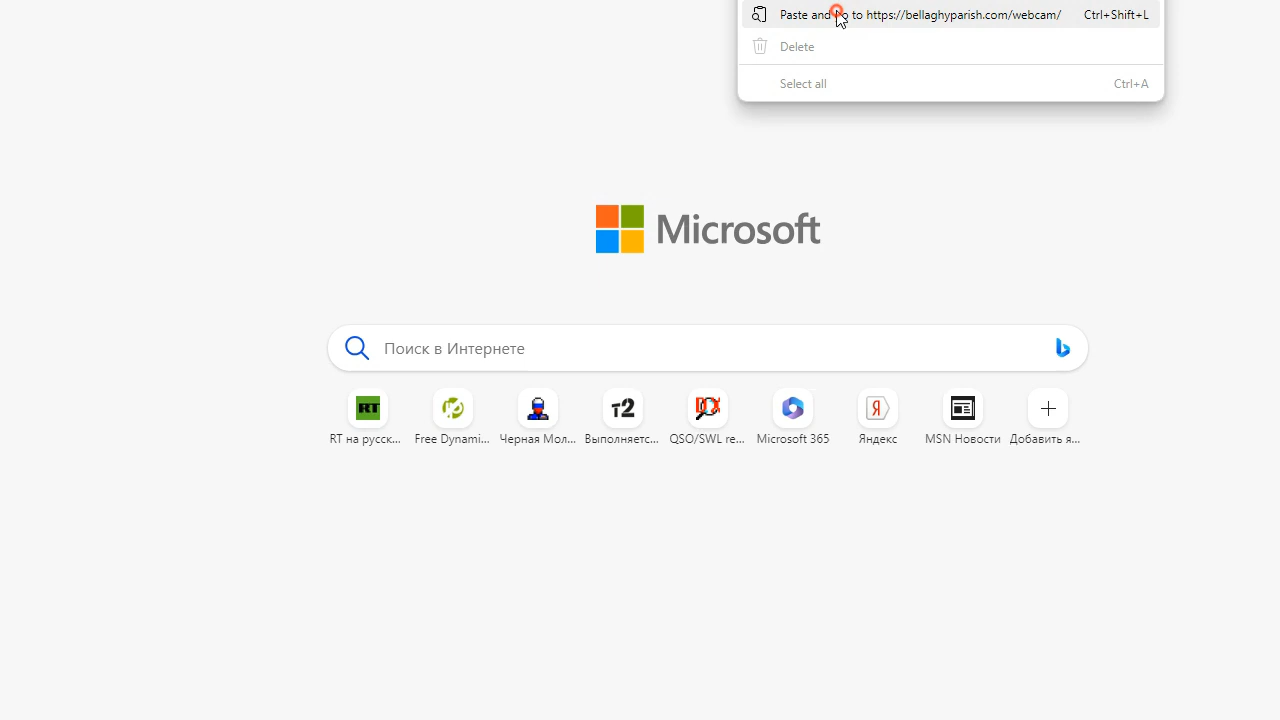 Paste and go to https://bellaghyparish.com/webcam/ Ctrl+Shift+L
Delete
Select all Ctrl+A
Microsoft
Поиск в Интернете
RT на русск...
Free Dynami...
Черная Мол...
Выполняетс...
QSO/SWL re...
Microsoft 365
Яндекс
MSN Новости
Добавить я...